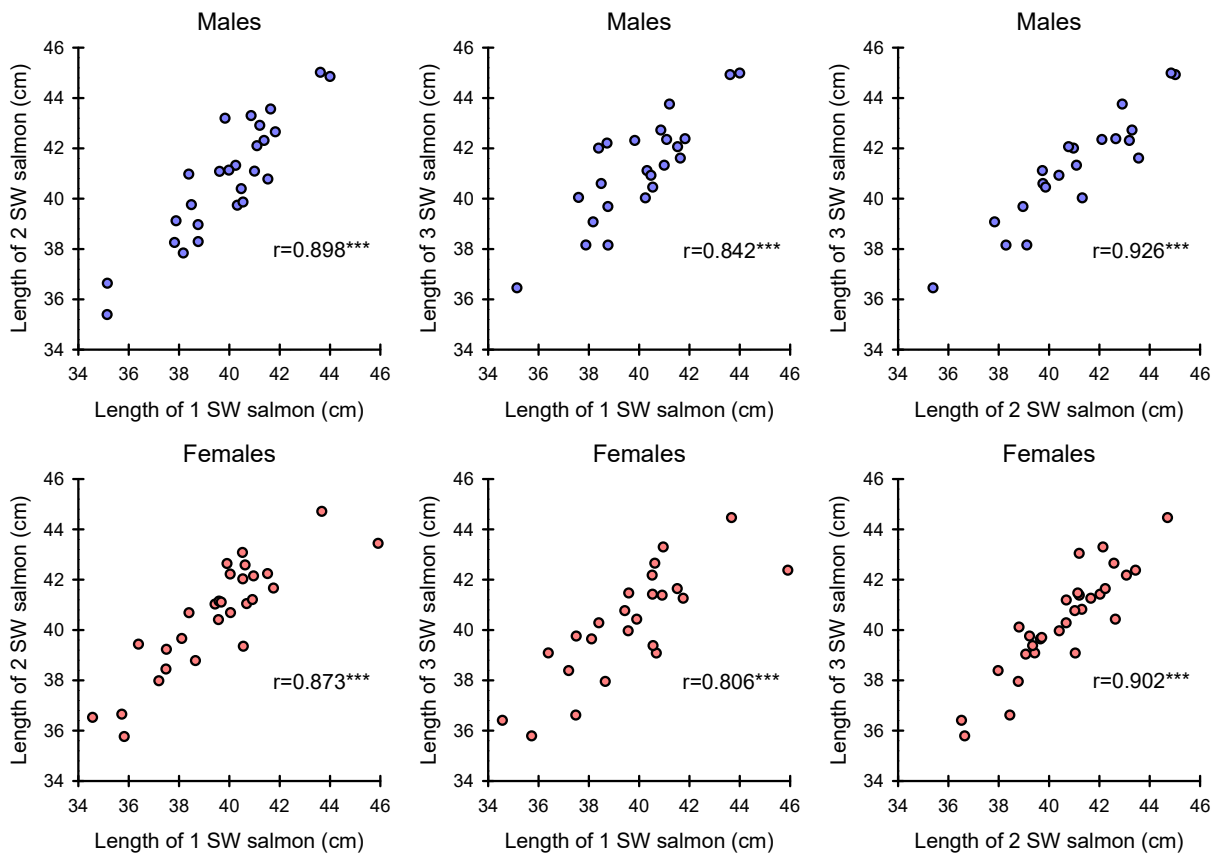 Males
46
44
42
40
38
36
34
Length of 2 SW salmon (cm)
r=0.898***
34 36 38 40 42 44 46
Length of 1 SW salmon (cm)
Males
46
44
42
40
38
36
34
Length of 3 SW salmon (cm)
r=0.842***
34 36 38 40 42 44 46
Length of 1 SW salmon (cm)
Males
46
44
42
40
38
36
34
Length of 3 SW salmon (cm)
r=0.926***
34 36 38 40 42 44 46
Length of 2 SW salmon (cm)
Females
46
44
42
40
38
36
34
Length of 2 SW salmon (cm)
r=0.873***
34 36 38 40 42 44 46
Length of 1 SW salmon (cm)
Females
46
44
42
40
38
36
34
Length of 3 SW salmon (cm)
r=0.806***
34 36 38 40 42 44 46
Length of 1 SW salmon (cm)
Females
46
44
42
40
38
36
34
Length of 3 SW salmon (cm)
r=0.902***
34 36 38 40 42 44 46
Length of 2 SW salmon (cm)